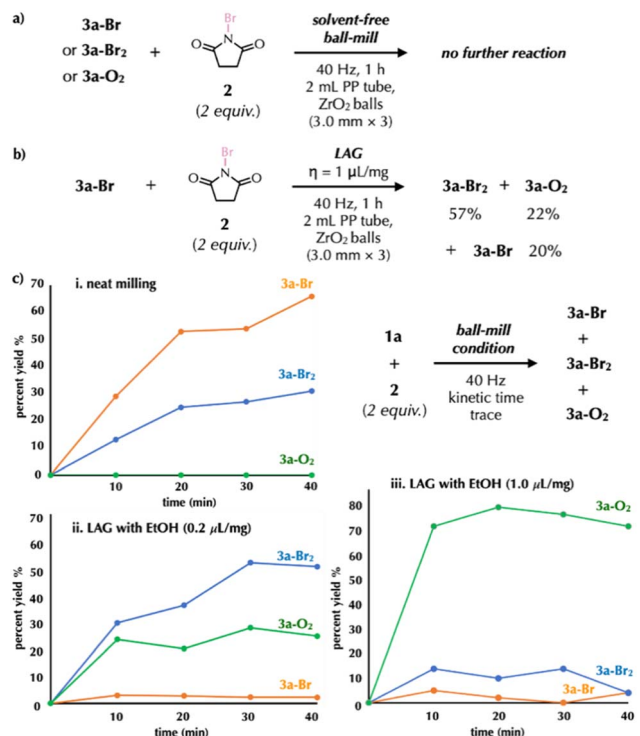 a)
3a-Br
or 3a-Br2
or 3a-O2
+
Br
N
O O
2
(2 equiv.)
solvent-free
ball-mill
40 Hz, 1 h
2 mL PP tube,
ZrO2 balls
(3.0 mm × 3)
no further reaction
b)
3a-Br
+
Br
N
O O
2
(2 equiv.)
LAG
η = 1 μL/mg
40 Hz, 1 h
2 mL PP tube,
ZrO2 balls
(3.0 mm × 3)
3a-Br2 + 3a-O2
57% 22%
+ 3a-Br 20%
c)
i. neat milling
percent yield %
70
60
50
40
30
20
10
0
3a-Br
3a-Br2
3a-O2
10 20 30 40
time (min)
1a
+
2
(2 equiv.)
ball-mill
condition
40 Hz
kinetic time
trace
3a-Br
+
3a-Br2
+
3a-O2
ii. LAG with EtOH (0.2 μL/mg)
percent yield %
70
60
50
40
30
20
10
0
3a-Br2
3a-O2
3a-Br
10 20 30 40
time (min)
iii. LAG with EtOH (1.0 μL/mg)
percent yield %
80
70
60
50
40
30
20
10
0
3a-O2
3a-Br2
3a-Br
10 20 30 40
time (min)